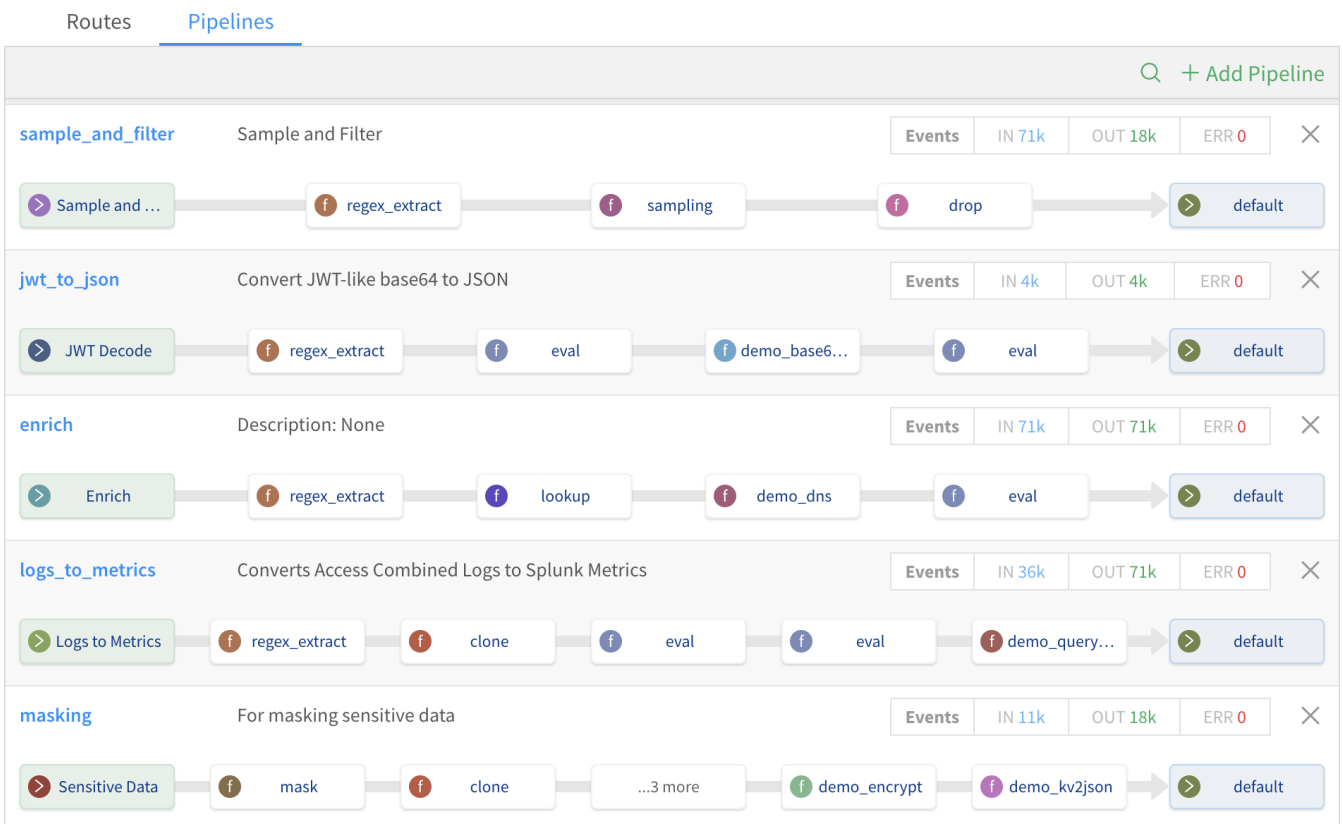 Routes Pipelines
+ Add Pipeline
sample_and_filter Sample and Filter Events IN 71k OUT 18k ERR 0
Sample and ... f regex_extract f sampling f drop default
jwt_to_json Convert JWT-like base64 to JSON Events IN 4k OUT 4k ERR 0
JWT Decode f regex_extract f eval f demo_base6... f eval default
enrich Description: None Events IN 71k OUT 71k ERR 0
Enrich f regex_extract f lookup f demo_dns f eval default
logs_to_metrics Converts Access Combined Logs to Splunk Metrics Events IN 36k OUT 71k ERR 0
Logs to Metrics f regex_extract f clone f eval f eval f demo_query... default
masking For masking sensitive data Events IN 11k OUT 18k ERR 0
Sensitive Data f mask f clone ...3 more f demo_encrypt f demo_kv2json default